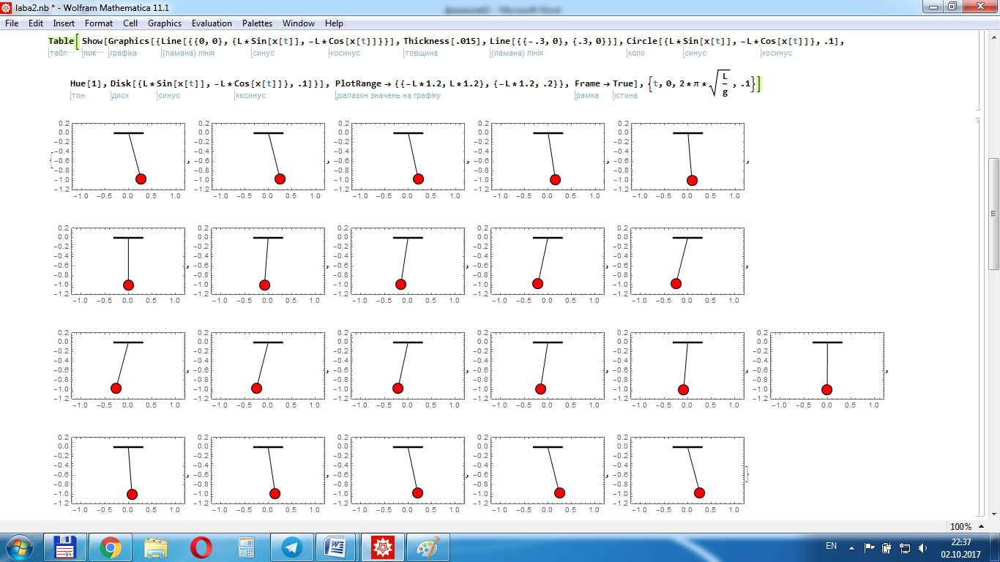 laba2.nb * - Wolfram Mathematica 11.1
File Edit Insert Format Cell Graphics Evaluation Palettes Window Help
Table[Show[Graphics[{Line[{{0, 0}, {L*Sin[x[t]], -L*Cos[x[t]]}}], Thickness[.015], Line[{{-.3, 0}, {.3, 0}}], Circle[{L*Sin[x[t]], -L*Cos[x[t]]}, .1],
табл… пок… графіка (ламана) лінія синус косинус товщина (ламана) лінія коло синус косинус
Hue[1], Disk[{L*Sin[x[t]], -L*Cos[x[t]]}, .1]}], PlotRange → {{-L*1.2, L*1.2}, {-L*1.2, .2}}, Frame → True], {t, 0, 2*π*√(L/g), .1}]
тон диск синус косинус діапазон значень на графіку рамка істина
{
0.2 0.2 0.2 0.2 0.2
0.0 0.0 0.0 0.0 0.0
-0.2 -0.2 -0.2 -0.2 -0.2
-0.4 -0.4 -0.4 -0.4 -0.4
-0.6 , -0.6 , -0.6 , -0.6 , -0.6 ,
-0.8 -0.8 -0.8 -0.8 -0.8
-1.0 -1.0 -1.0 -1.0 -1.0
-1.2 -1.2 -1.2 -1.2 -1.2
-1.0 -0.5 0.0 0.5 1.0 -1.0 -0.5 0.0 0.5 1.0 -1.0 -0.5 0.0 0.5 1.0 -1.0 -0.5 0.0 0.5 1.0 -1.0 -0.5 0.0 0.5 1.0
0.2 0.2 0.2 0.2 0.2
0.0 0.0 0.0 0.0 0.0
-0.2 -0.2 -0.2 -0.2 -0.2
-0.4 -0.4 -0.4 -0.4 -0.4
-0.6 , -0.6 , -0.6 , -0.6 , -0.6 ,
-0.8 -0.8 -0.8 -0.8 -0.8
-1.0 -1.0 -1.0 -1.0 -1.0
-1.2 -1.2 -1.2 -1.2 -1.2
-1.0 -0.5 0.0 0.5 1.0 -1.0 -0.5 0.0 0.5 1.0 -1.0 -0.5 0.0 0.5 1.0 -1.0 -0.5 0.0 0.5 1.0 -1.0 -0.5 0.0 0.5 1.0
0.2 0.2 0.2 0.2 0.2 0.2
0.0 0.0 0.0 0.0 0.0 0.0
-0.2 -0.2 -0.2 -0.2 -0.2 -0.2
-0.4 -0.4 -0.4 -0.4 -0.4 -0.4
-0.6 , -0.6 , -0.6 , -0.6 , -0.6 , -0.6 ,
-0.8 -0.8 -0.8 -0.8 -0.8 -0.8
-1.0 -1.0 -1.0 -1.0 -1.0 -1.0
-1.2 -1.2 -1.2 -1.2 -1.2 -1.2
-1.0 -0.5 0.0 0.5 1.0 -1.0 -0.5 0.0 0.5 1.0 -1.0 -0.5 0.0 0.5 1.0 -1.0 -0.5 0.0 0.5 1.0 -1.0 -0.5 0.0 0.5 1.0 -1.0 -0.5 0.0 0.5 1.0
0.2 0.2 0.2 0.2 0.2
0.0 0.0 0.0 0.0 0.0
-0.2 -0.2 -0.2 -0.2 -0.2
-0.4 -0.4 -0.4 -0.4 -0.4
-0.6 , -0.6 , -0.6 , -0.6 , -0.6 }
-0.8 -0.8 -0.8 -0.8 -0.8
-1.0 -1.0 -1.0 -1.0 -1.0
-1.2 -1.2 -1.2 -1.2 -1.2
-1.0 -0.5 0.0 0.5 1.0 -1.0 -0.5 0.0 0.5 1.0 -1.0 -0.5 0.0 0.5 1.0 -1.0 -0.5 0.0 0.5 1.0 -1.0 -0.5 0.0 0.5 1.0
100%
64
EN
22:37
02.10.2017